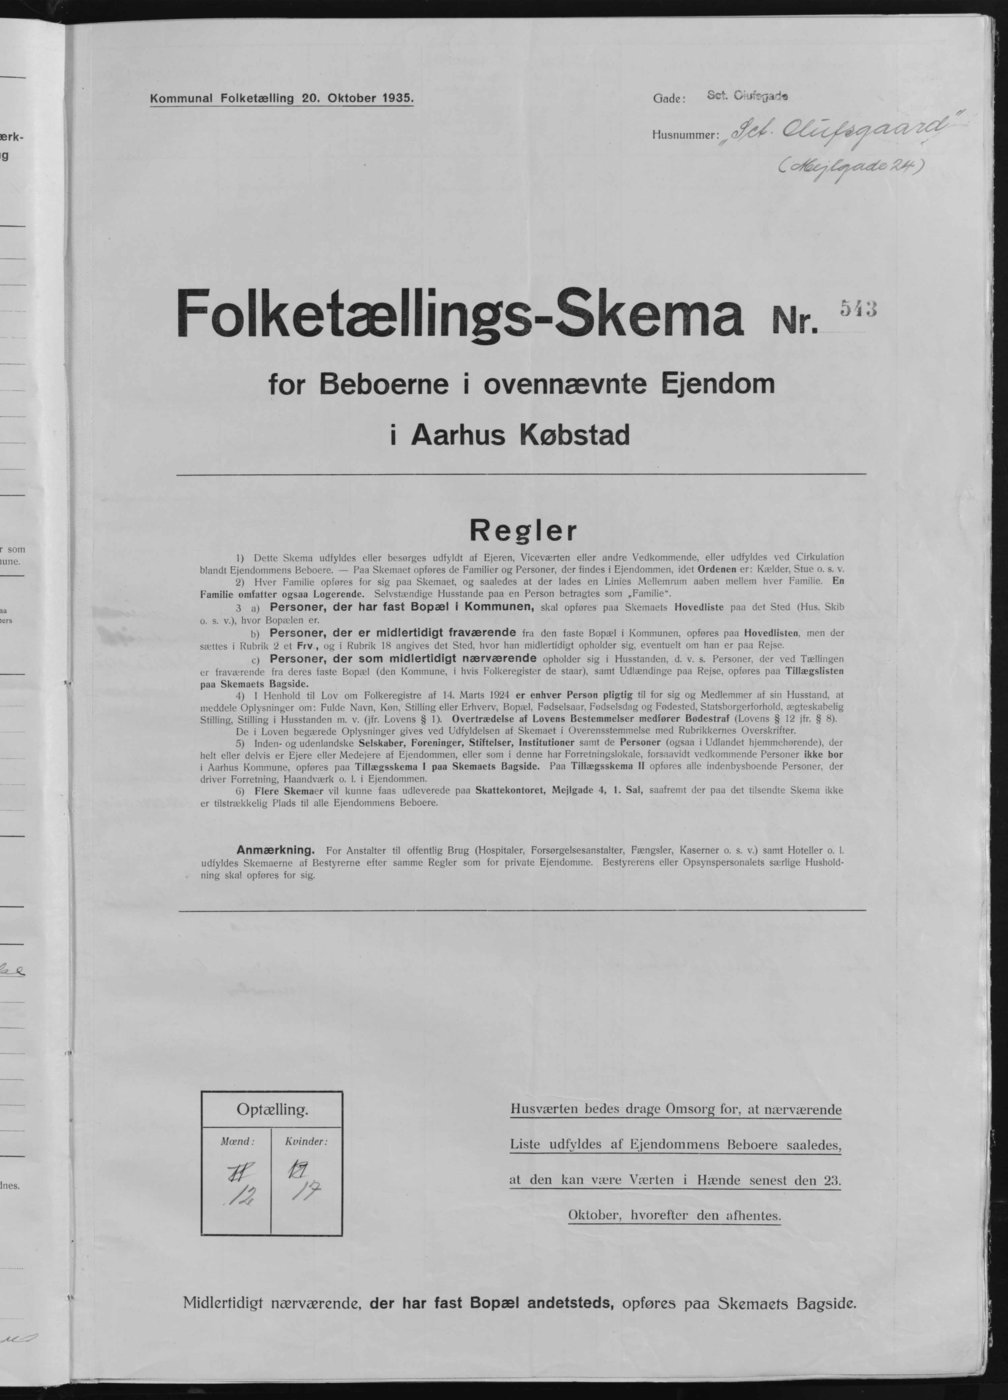 Kommunal Folketælling 20. Oktober 1935.
Gade: Sct. Olufsgade
Husnummer: „Sct. Olufsgaard"
(Mejlgade 24)
Folketællings-Skema Nr. 543
for Beboerne i ovennævnte Ejendom
i Aarhus Købstad
Regler
1) Dette Skema udfyldes eller besørges udfyldt af Ejeren, Viceværten eller andre Vedkommende, eller udfyldes ved Cirkulation
blandt Ejendommens Beboere. — Paa Skemaet opføres de Familier og Personer, der findes i Ejendommen, idet Ordenen er: Kælder, Stue o. s. v.
2) Hver Familie opføres for sig paa Skemaet, og saaledes at der lades en Linies Mellemrum aaben mellem hver Familie. En
Familie omfatter ogsaa Logerende. Selvstændige Husstande paa en Person betragtes som „Familie".
3 a) Personer, der har fast Bopæl i Kommunen, skal opføres paa Skemaets Hovedliste paa det Sted (Hus, Skib
o. s. v.), hvor Bopælen er.
b) Personer, der er midlertidigt fraværende fra den faste Bopæl i Kommunen, opføres paa Hovedlisten, men der
sættes i Rubrik 2 et Frv., og i Rubrik 18 angives det Sted, hvor han midlertidigt opholder sig, eventuelt om han er paa Rejse.
c) Personer, der som midlertidigt nærværende opholder sig i Husstanden, d. v. s. Personer, der ved Tællingen
er fraværende fra deres faste Bopæl (den Kommune, i hvis Folkeregister de staar), samt Udlændinge paa Rejse, opføres paa Tillægslisten
paa Skemaets Bagside.
4) I Henhold til Lov om Folkeregistre af 14. Marts 1924 er enhver Person pligtig til for sig og Medlemmer af sin Husstand, at
meddele Oplysninger om: Fulde Navn, Køn, Stilling eller Erhverv, Bopæl, Fødselsaar, Fødselsdag og Fødested, Statsborgerforhold, ægteskabelig
Stilling, Stilling i Husstanden m. v. (jfr. Lovens § 1). Overtrædelse af Lovens Bestemmelser medfører Bødestraf (Lovens § 12 jfr. § 8).
De i Loven begærede Oplysninger gives ved Udfyldelsen af Skemaet i Overensstemmelse med Rubrikkernes Overskrifter.
5) Inden- og udenlandske Selskaber, Foreninger, Stiftelser, Institutioner samt de Personer (ogsaa i Udlandet hjemmehørende), der
helt eller delvis er Ejere eller Medejere af Ejendommen, eller som i denne har Forretningslokale, forsaavidt vedkommende Personer ikke bor
i Aarhus Kommune, opføres paa Tillægsskema I paa Skemaets Bagside. Paa Tillægsskema II opføres alle indenbysboende Personer, der
driver Forretning, Haandværk o. l. i Ejendommen.
6) Flere Skemaer vil kunne faas udleverede paa Skattekontoret, Mejlgade 4, 1. Sal, saafremt der paa det tilsendte Skema ikke
er tilstrækkelig Plads til alle Ejendommens Beboere.
Anmærkning. For Anstalter til offentlig Brug (Hospitaler, Forsørgelsesanstalter, Fængsler, Kaserner o. s. v.) samt Hoteller o. l.
udfyldes Skemaerne af Bestyrerne efter samme Regler som for private Ejendomme. Bestyrerens eller Opsynspersonalets særlige Hushold-
ning skal opføres for sig.
Optælling.
Mænd: Kvinder:
11
12 17
Husværten bedes drage Omsorg for, at nærværende
Liste udfyldes af Ejendommens Beboere saaledes,
at den kan være Værten i Hænde senest den 23.
Oktober, hvorefter den afhentes.
Midlertidigt nærværende, der har fast Bopæl andetsteds, opføres paa Skemaets Bagside.